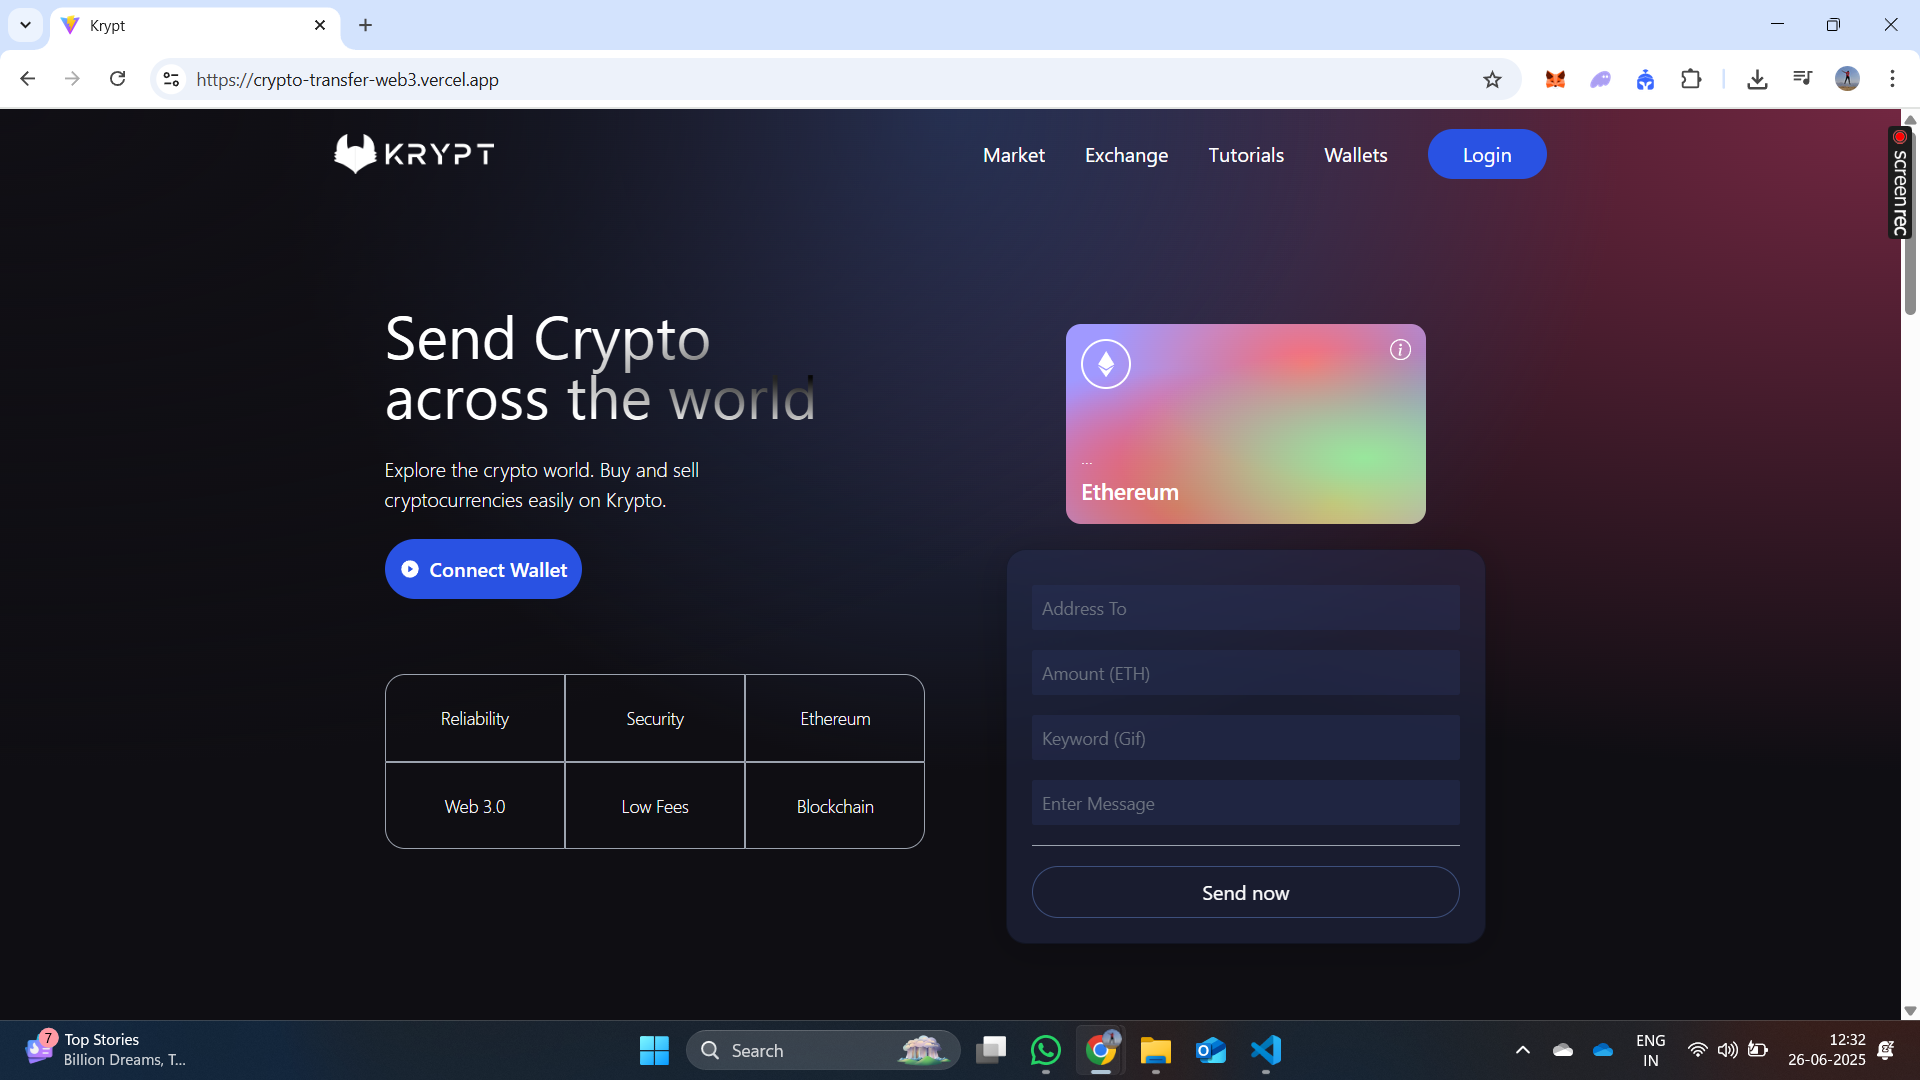 Krypt
https://crypto-transfer-web3.vercel.app
KRYPT
Market
Exchange
Tutorials
Wallets
Login
screenrec
Send Crypto
across the world
Explore the crypto world. Buy and sell
cryptocurrencies easily on Krypto.
Connect Wallet
Reliability
Security
Ethereum
Web 3.0
Low Fees
Blockchain
...
Ethereum
Address To
Amount (ETH)
Keyword (Gif)
Enter Message
Send now
7
Top Stories
Billion Dreams, T...
Search
ENG
IN
12:32
26-06-2025